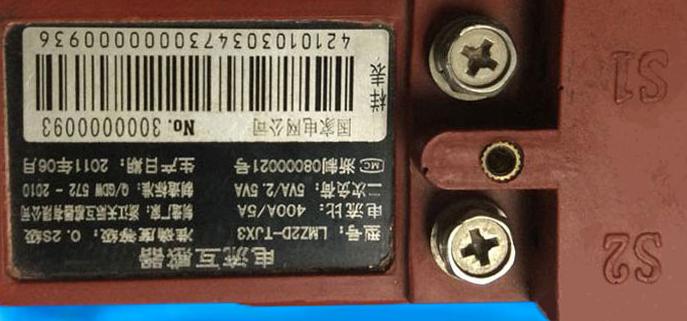 电流互感器
型号：LMZ2D-TJX3 准确度等级：0.2S级
电流比：400A/5A 制造厂家：浙江天际互感器有限公司
二次负荷：5VA/2.5VA 制造标准：Q/GDW 572 - 2010
MC 浙制08000021号 生产日期：2011年06月
国家电网公司 No. 3000000093
样表
4210103034730000000936
S2
S1